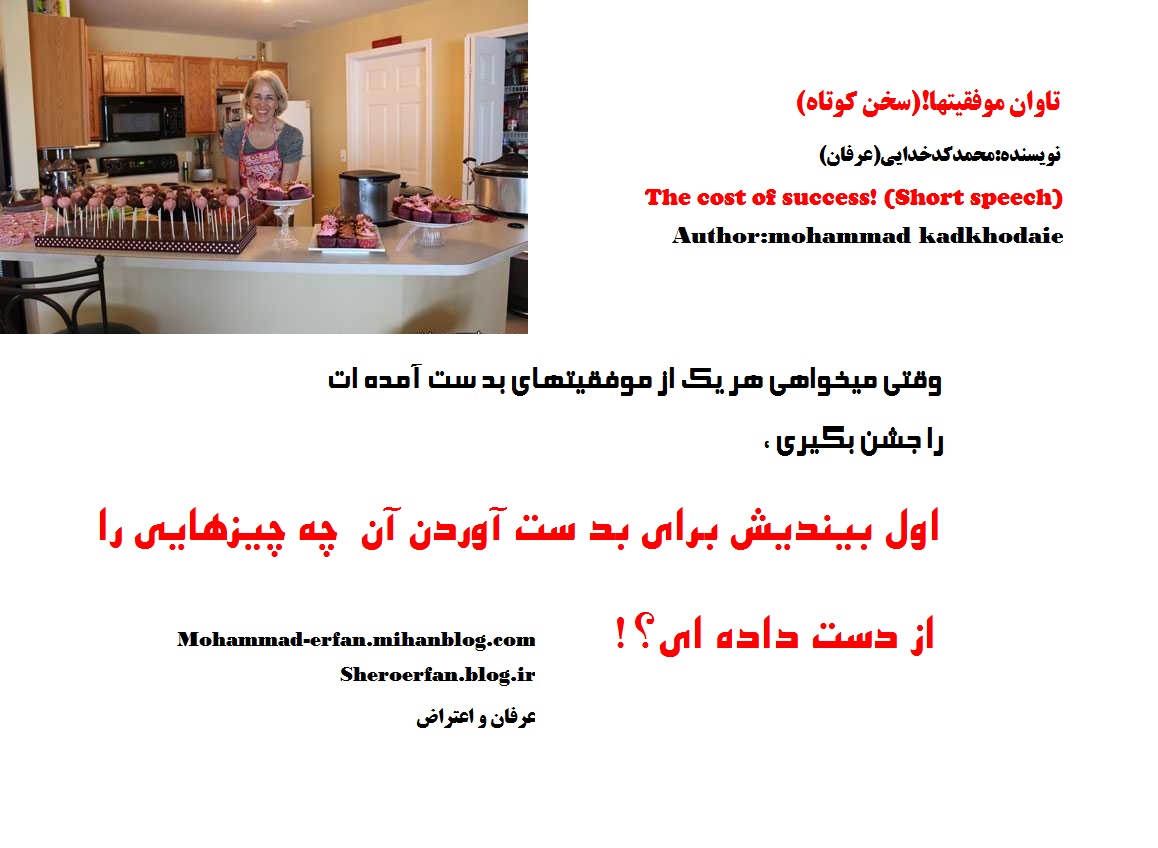 تاوان موفقیتها!(سخن کوتاه)
نویسنده:محمدکدخدایی(عرفان)
The cost of success! (Short speech)
Author:mohammad kadkhodaie
وقتی میخواهی هر یک از موفقیتهای بد ست آمده ات
را جشن بگیری ،
اول بیندیش برای بد ست آوردن آن چه چیزهایی را
از دست داده ای؟!
Mohammad-erfan.mihanblog.com
Sheroerfan.blog.ir
عرفان و اعتراض